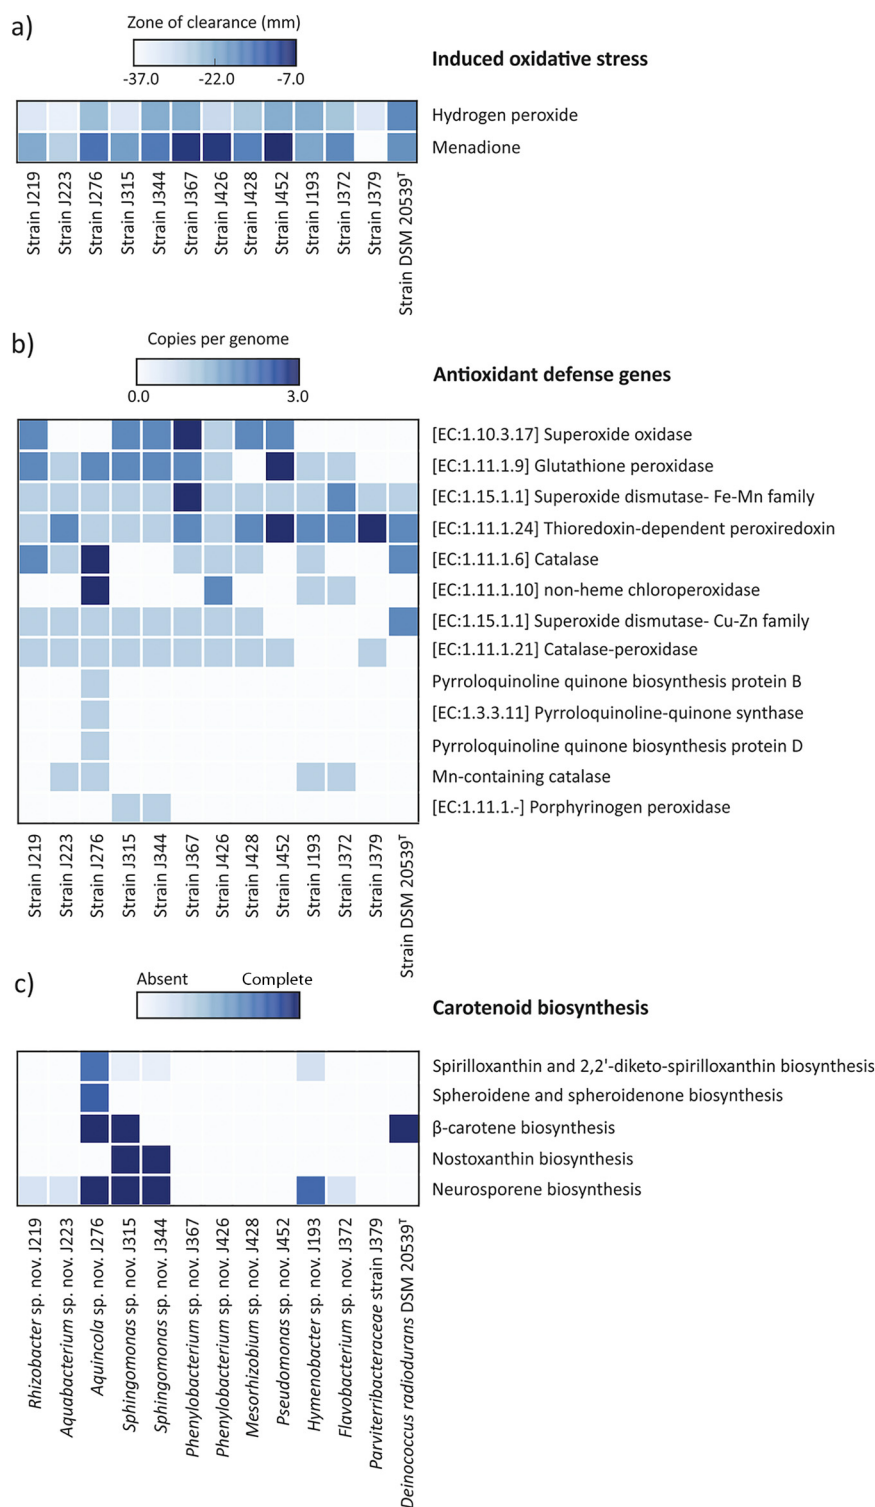 a)
Zone of clearance (mm)
-37.0 -22.0 -7.0
Induced oxidative stress
Hydrogen peroxide
Menadione
Strain J219
Strain J223
Strain J276
Strain J315
Strain J344
Strain J367
Strain J426
Strain J428
Strain J452
Strain J193
Strain J372
Strain J379
Strain DSM 20539ᵀ
b)
Copies per genome
0.0 3.0
Antioxidant defense genes
[EC:1.10.3.17] Superoxide oxidase
[EC:1.11.1.9] Glutathione peroxidase
[EC:1.15.1.1] Superoxide dismutase- Fe-Mn family
[EC:1.11.1.24] Thioredoxin-dependent peroxiredoxin
[EC:1.11.1.6] Catalase
[EC:1.11.1.10] non-heme chloroperoxidase
[EC:1.15.1.1] Superoxide dismutase- Cu-Zn family
[EC:1.11.1.21] Catalase-peroxidase
Pyrroloquinoline quinone biosynthesis protein B
[EC:1.3.3.11] Pyrroloquinoline-quinone synthase
Pyrroloquinoline quinone biosynthesis protein D
Mn-containing catalase
[EC:1.11.1.-] Porphyrinogen peroxidase
Strain J219
Strain J223
Strain J276
Strain J315
Strain J344
Strain J367
Strain J426
Strain J428
Strain J452
Strain J193
Strain J372
Strain J379
Strain DSM 20539ᵀ
c)
Absent Complete
Carotenoid biosynthesis
Spirilloxanthin and 2,2'-diketo-spirilloxanthin biosynthesis
Spheroidene and spheroidenone biosynthesis
β-carotene biosynthesis
Nostoxanthin biosynthesis
Neurosporene biosynthesis
Rhizobacter sp. nov. J219
Aquabacterium sp. nov. J223
Aquincola sp. nov. J276
Sphingomonas sp. nov. J315
Sphingomonas sp. nov. J344
Phenylobacterium sp. nov. J367
Phenylobacterium sp. nov. J426
Mesorhizobium sp. nov. J428
Pseudomonas sp. nov. J452
Hymenobacter sp. nov. J193
Flavobacterium sp. nov. J372
Parviterribacteraceae strain J379
Deinococcus radiodurans DSM 20539ᵀ